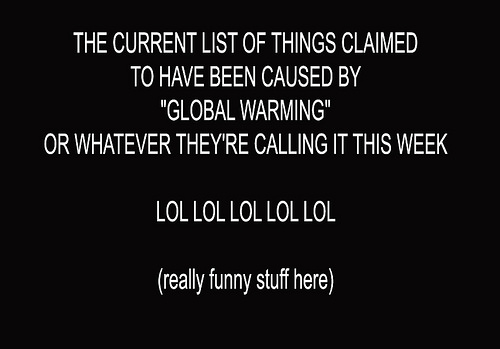 THE CURRENT LIST OF THINGS CLAIMED
TO HAVE BEEN CAUSED BY
"GLOBAL WARMING"
OR WHATEVER THEY'RE CALLING IT THIS WEEK
LOL LOL LOL LOL LOL
(really funny stuff here)